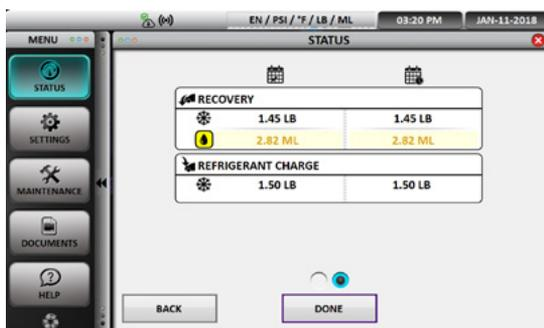 EN / PSI / °F / LB / ML 03:20 PM JAN-11-2018
MENU STATUS
STATUS
SETTINGS
MAINTENANCE
DOCUMENTS
HELP
RECOVERY
1.45 LB 1.45 LB
2.82 ML 2.82 ML
REFRIGERANT CHARGE
1.50 LB 1.50 LB
BACK DONE